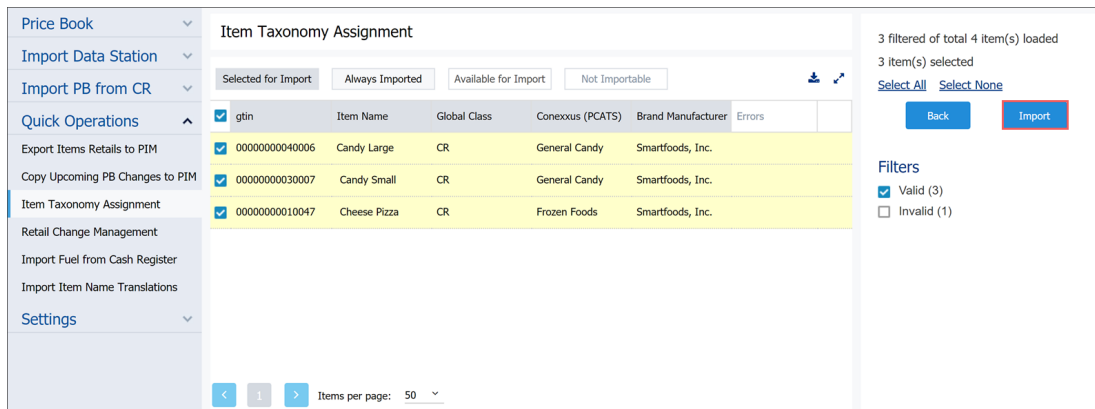 Price Book
Import Data Station
Import PB from CR
Quick Operations
Export Items Retails to PIM
Copy Upcoming PB Changes to PIM
Item Taxonomy Assignment
Retail Change Management
Import Fuel from Cash Register
Import Item Name Translations
Settings
Item Taxonomy Assignment
Selected for Import Always Imported Available for Import Not Importable
gtin Item Name Global Class Conexxus (PCATS) Brand Manufacturer Errors
00000000040006 Candy Large CR General Candy Smartfoods, Inc.
00000000030007 Candy Small CR General Candy Smartfoods, Inc.
00000000010047 Cheese Pizza CR Frozen Foods Smartfoods, Inc.
< 1 > Items per page: 50
3 filtered of total 4 item(s) loaded
3 item(s) selected
Select All Select None
Back Import
Filters
Valid (3)
Invalid (1)